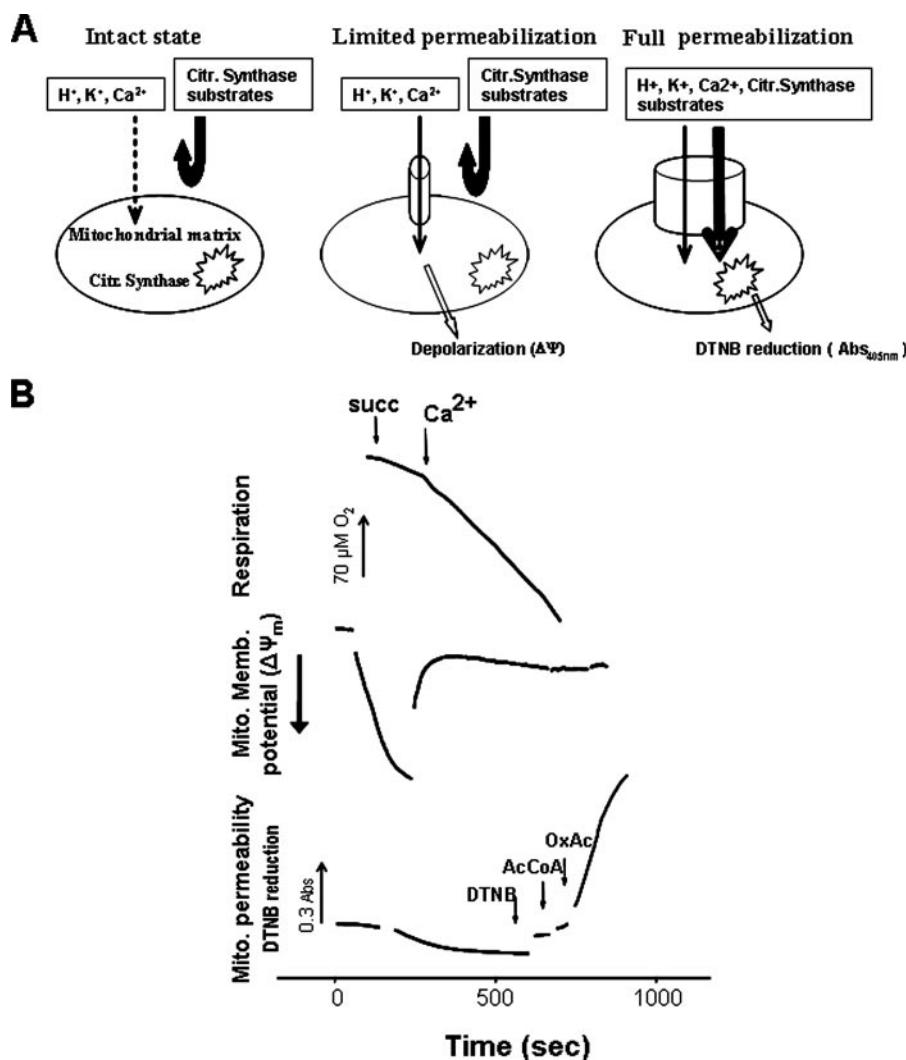 A
Intact state
Limited permeabilization
Full permeabilization
H⁺, K⁺, Ca²⁺
Citr. Synthase
substrates
H⁺, K⁺, Ca²⁺
Citr.Synthase
substrates
H+, K+, Ca2+, Citr.Synthase
substrates
Mitochondrial matrix
Citr. Synthase
Depolarization (ΔΨ)
DTNB reduction ( Abs₄₀₅ₙₘ)
B
succ
Ca²⁺
Respiration
70 µM O₂
Mito. Memb.
potential (ΔΨₘ)
Mito. permeability
DTNB reduction
0.3 Abs
DTNB
AcCoA
OxAc
0
500
1000
Time (sec)